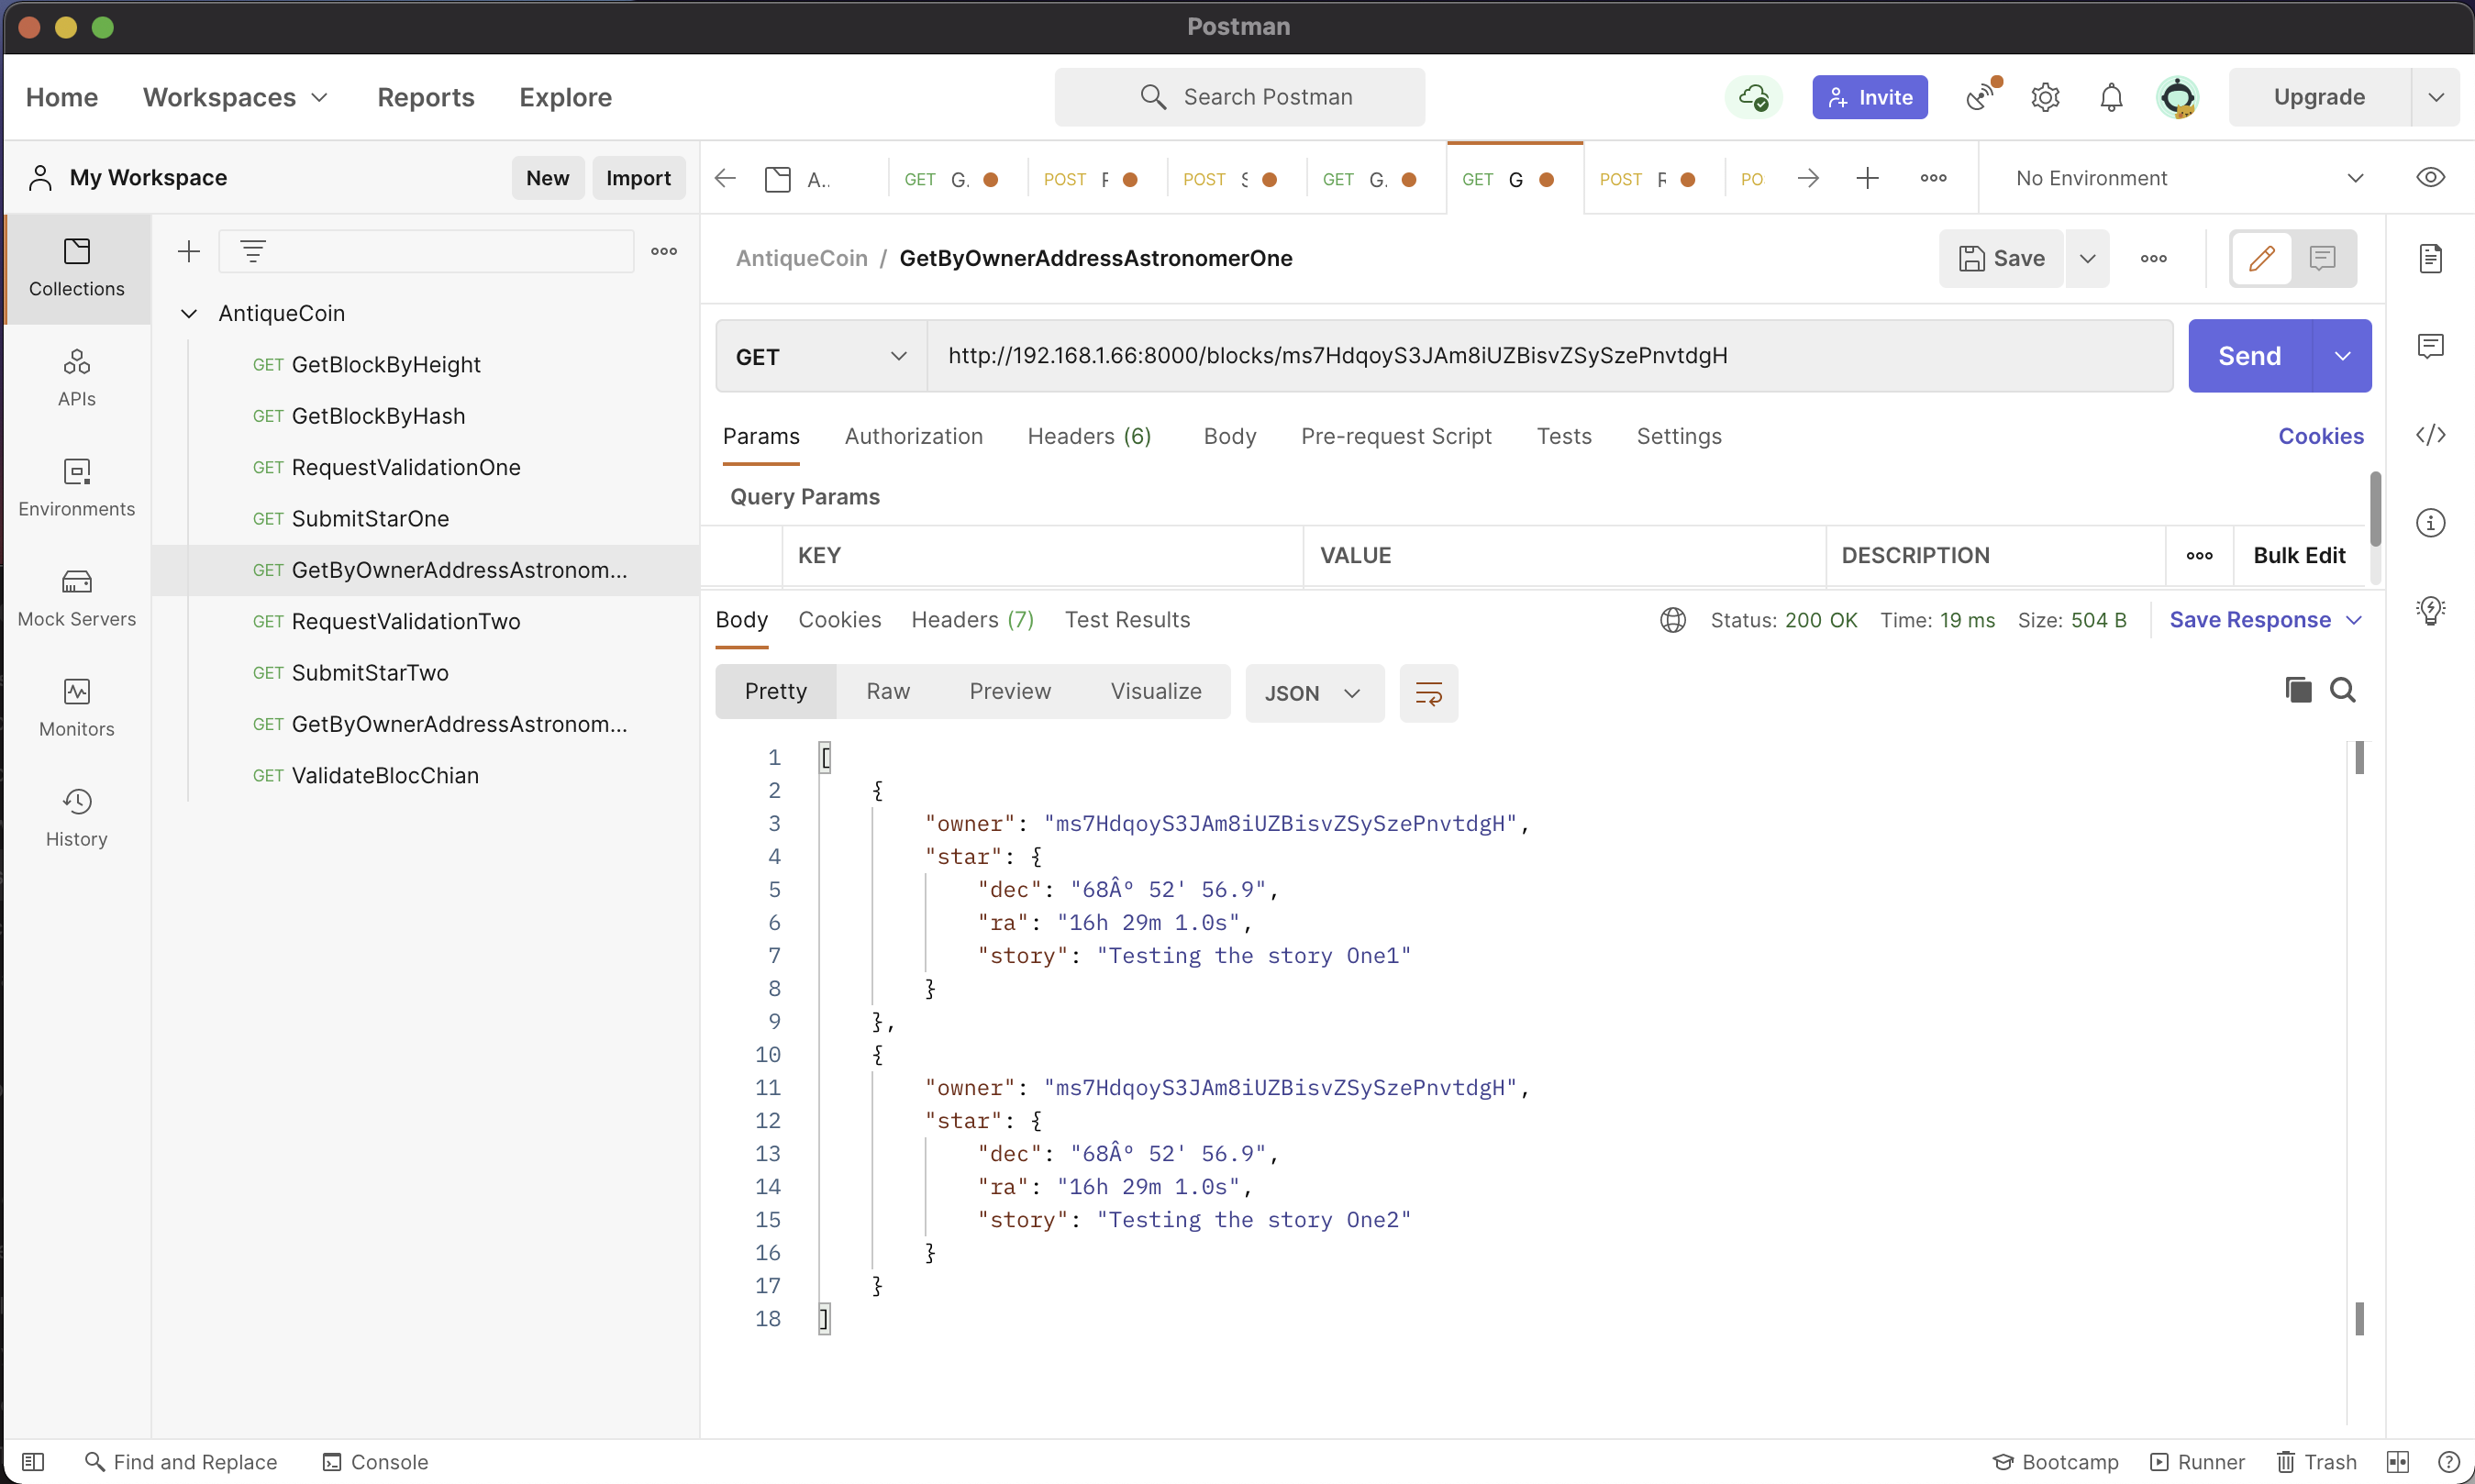 Postman
Home Workspaces Reports Explore Search Postman Invite Upgrade
My Workspace New Import A.. GET G. POST GET G. GET G POST PO No Environment
Collections
APIs
Environments
Mock Servers
Monitors
History
AntiqueCoin
GET GetBlockByHeight
GET GetBlockByHash
GET RequestValidationOne
GET SubmitStarOne
GET GetByOwnerAddressAstronom...
GET RequestValidationTwo
GET SubmitStarTwo
GET GetByOwnerAddressAstronom...
GET ValidateBlocChian
AntiqueCoin / GetByOwnerAddressAstronomerOne Save
GET http://192.168.1.66:8000/blocks/ms7HdqoyS3JAm8iUZBisvZSySzePnvtdgH Send
Params Authorization Headers (6) Body Pre-request Script Tests Settings Cookies
Query Params
KEY VALUE DESCRIPTION Bulk Edit
Body Cookies Headers (7) Test Results Status: 200 OK Time: 19 ms Size: 504 B Save Response
Pretty Raw Preview Visualize JSON
1 [
2 {
3 "owner": "ms7HdqoyS3JAm8iUZBisvZSySzePnvtdgH",
4 "star": {
5 "dec": "68Âº 52' 56.9",
6 "ra": "16h 29m 1.0s",
7 "story": "Testing the story One1"
8 }
9 },
10 {
11 "owner": "ms7HdqoyS3JAm8iUZBisvZSySzePnvtdgH",
12 "star": {
13 "dec": "68Âº 52' 56.9",
14 "ra": "16h 29m 1.0s",
15 "story": "Testing the story One2"
16 }
17 }
18 ]
Find and Replace Console Bootcamp Runner Trash